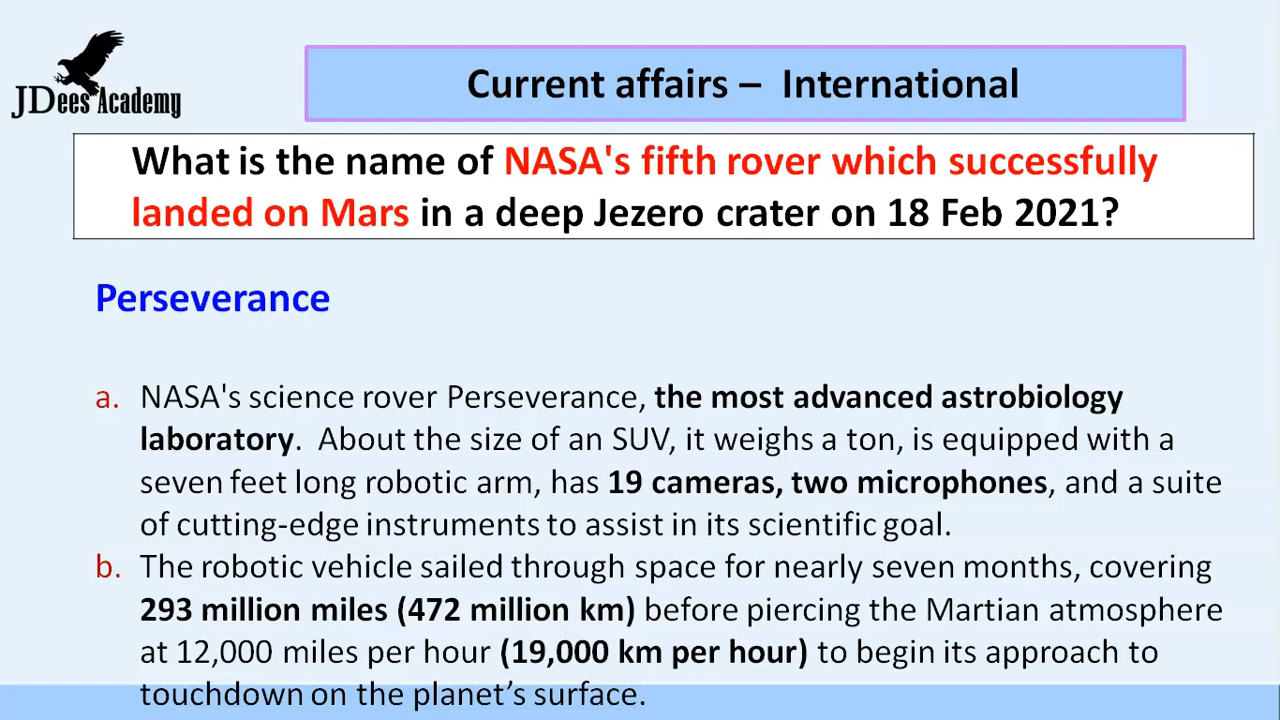 JDees Academy
Current affairs – International
What is the name of NASA's fifth rover which successfully
landed on Mars in a deep Jezero crater on 18 Feb 2021?
Perseverance
a. NASA's science rover Perseverance, the most advanced astrobiology
laboratory. About the size of an SUV, it weighs a ton, is equipped with a
seven feet long robotic arm, has 19 cameras, two microphones, and a suite
of cutting-edge instruments to assist in its scientific goal.
b. The robotic vehicle sailed through space for nearly seven months, covering
293 million miles (472 million km) before piercing the Martian atmosphere
at 12,000 miles per hour (19,000 km per hour) to begin its approach to
touchdown on the planet’s surface.